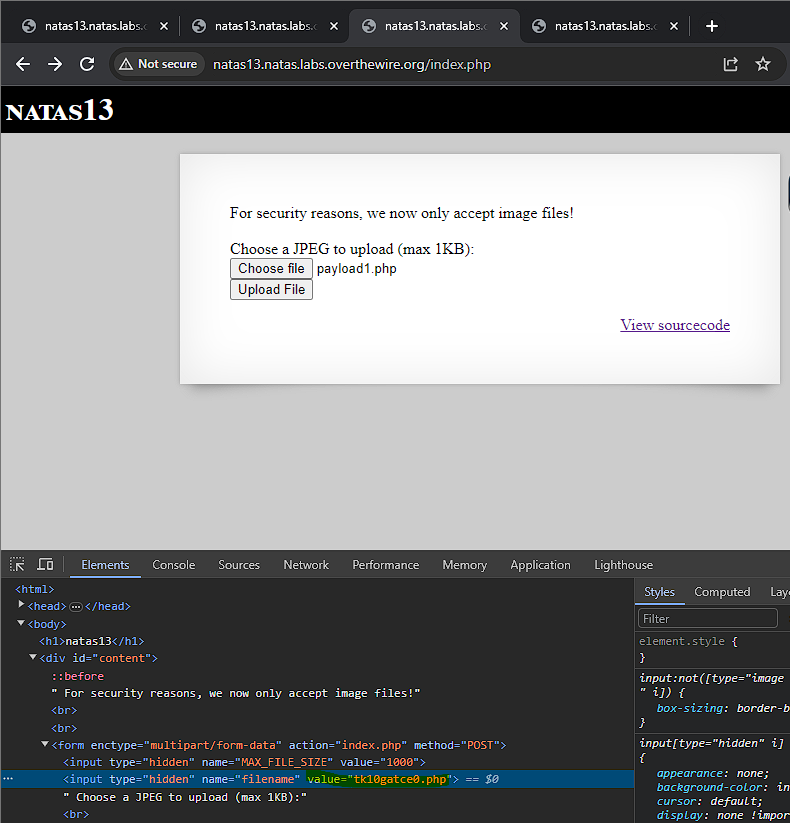 natas13.natas.labs.o natas13.natas.labs. natas13.natas.labs.o natas13.natas.labs.o
Not secure natas13.natas.labs.overthewire.org/index.php
NATAS13
For security reasons, we now only accept image files!
Choose a JPEG to upload (max 1KB):
Choose file payload1.php
Upload File
View sourcecode
Elements Console Sources Network Performance Memory Application Lighthouse
<html>
<head> … </head>
<body>
<h1>natas13</h1>
<div id="content">
::before
" For security reasons, we now only accept image files!"
<br>
<br>
<form enctype="multipart/form-data" action="index.php" method="POST">
<input type="hidden" name="MAX_FILE_SIZE" value="1000">
… <input type="hidden" name="filename" value="tk10gatce0.php"> == $0
" Choose a JPEG to upload (max 1KB):"
<br>
Styles Computed Lay
Filter
element.style {
}
input:not([type="image
" i]) {
box-sizing: border-b
}
input[type="hidden" i]
{
appearance: none;
background-color: in
cursor: default;
display: none !impor